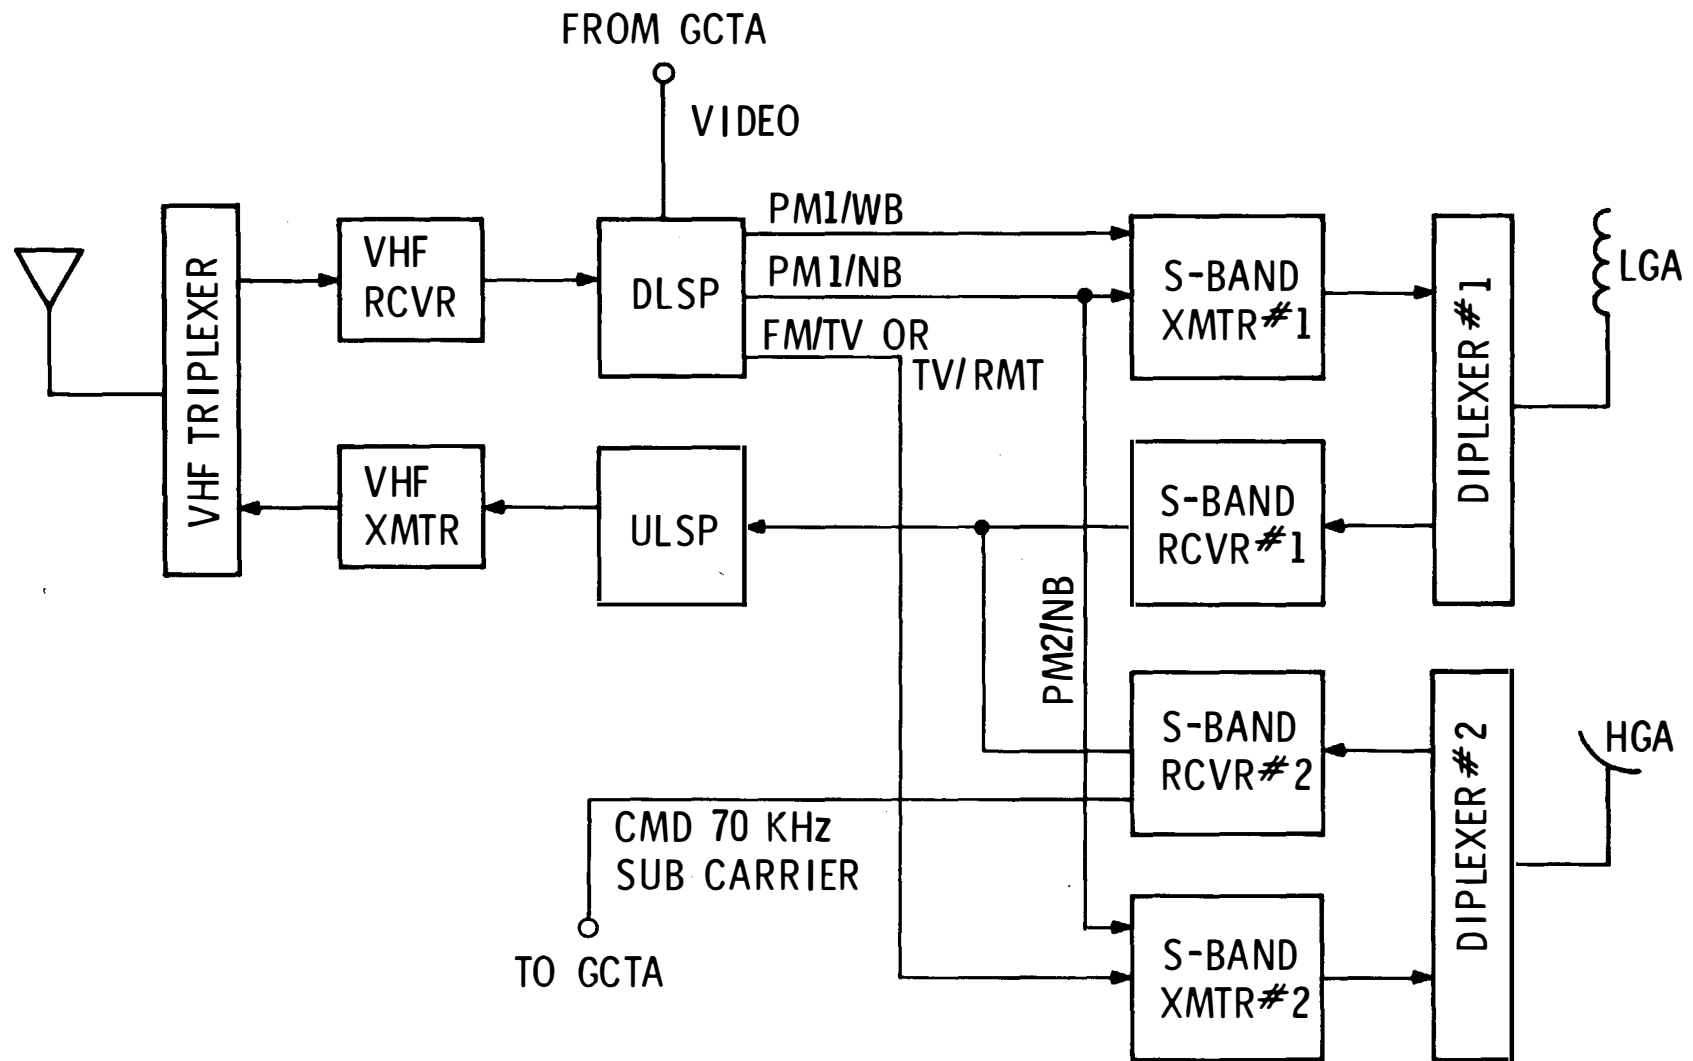 FROM GCTA
VIDEO
VHF TRIPLEXER
VHF
RCVR
DLSP
PM1/WB
PM1/NB
FM/TV OR
TV/RMT
S-BAND
XMTR#1
DIPLEXER #1
LGA
VHF
XMTR
ULSP
S-BAND
RCVR#1
PM2/NB
S-BAND
RCVR#2
DIPLEXER #2
HGA
CMD 70 KHz
SUB CARRIER
TO GCTA
S-BAND
XMTR#2